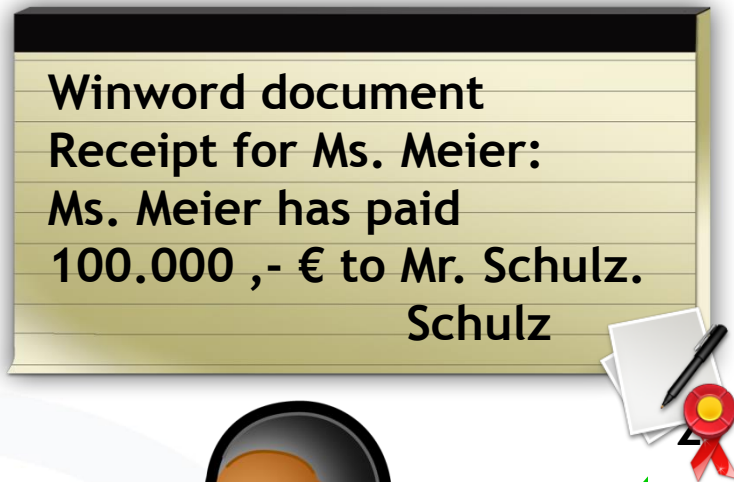 Winword document
Receipt for Ms. Meier:
Ms. Meier has paid
100.000 ,- € to Mr. Schulz.
Schulz